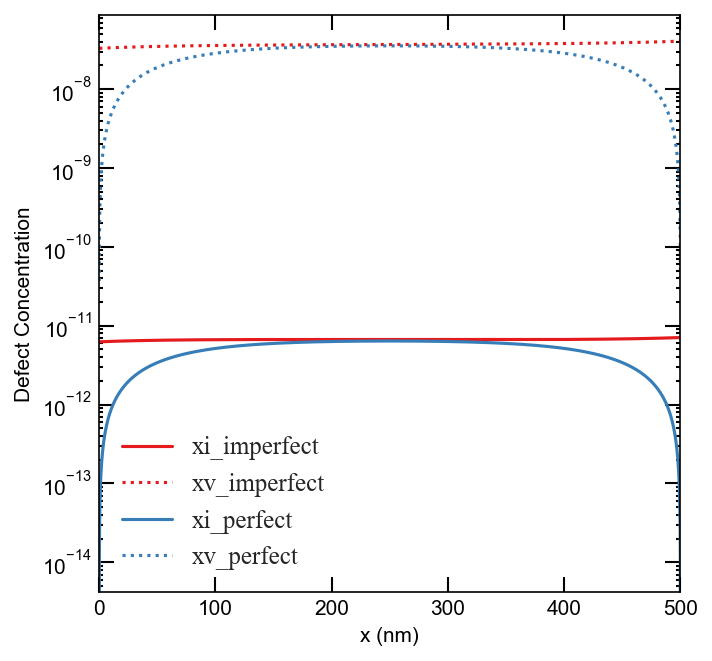 Defect Concentration
10⁻⁸
10⁻⁹
10⁻¹⁰
10⁻¹¹
10⁻¹²
10⁻¹³
10⁻¹⁴
xi_imperfect
xv_imperfect
xi_perfect
xv_perfect
0 100 200 300 400 500
x (nm)